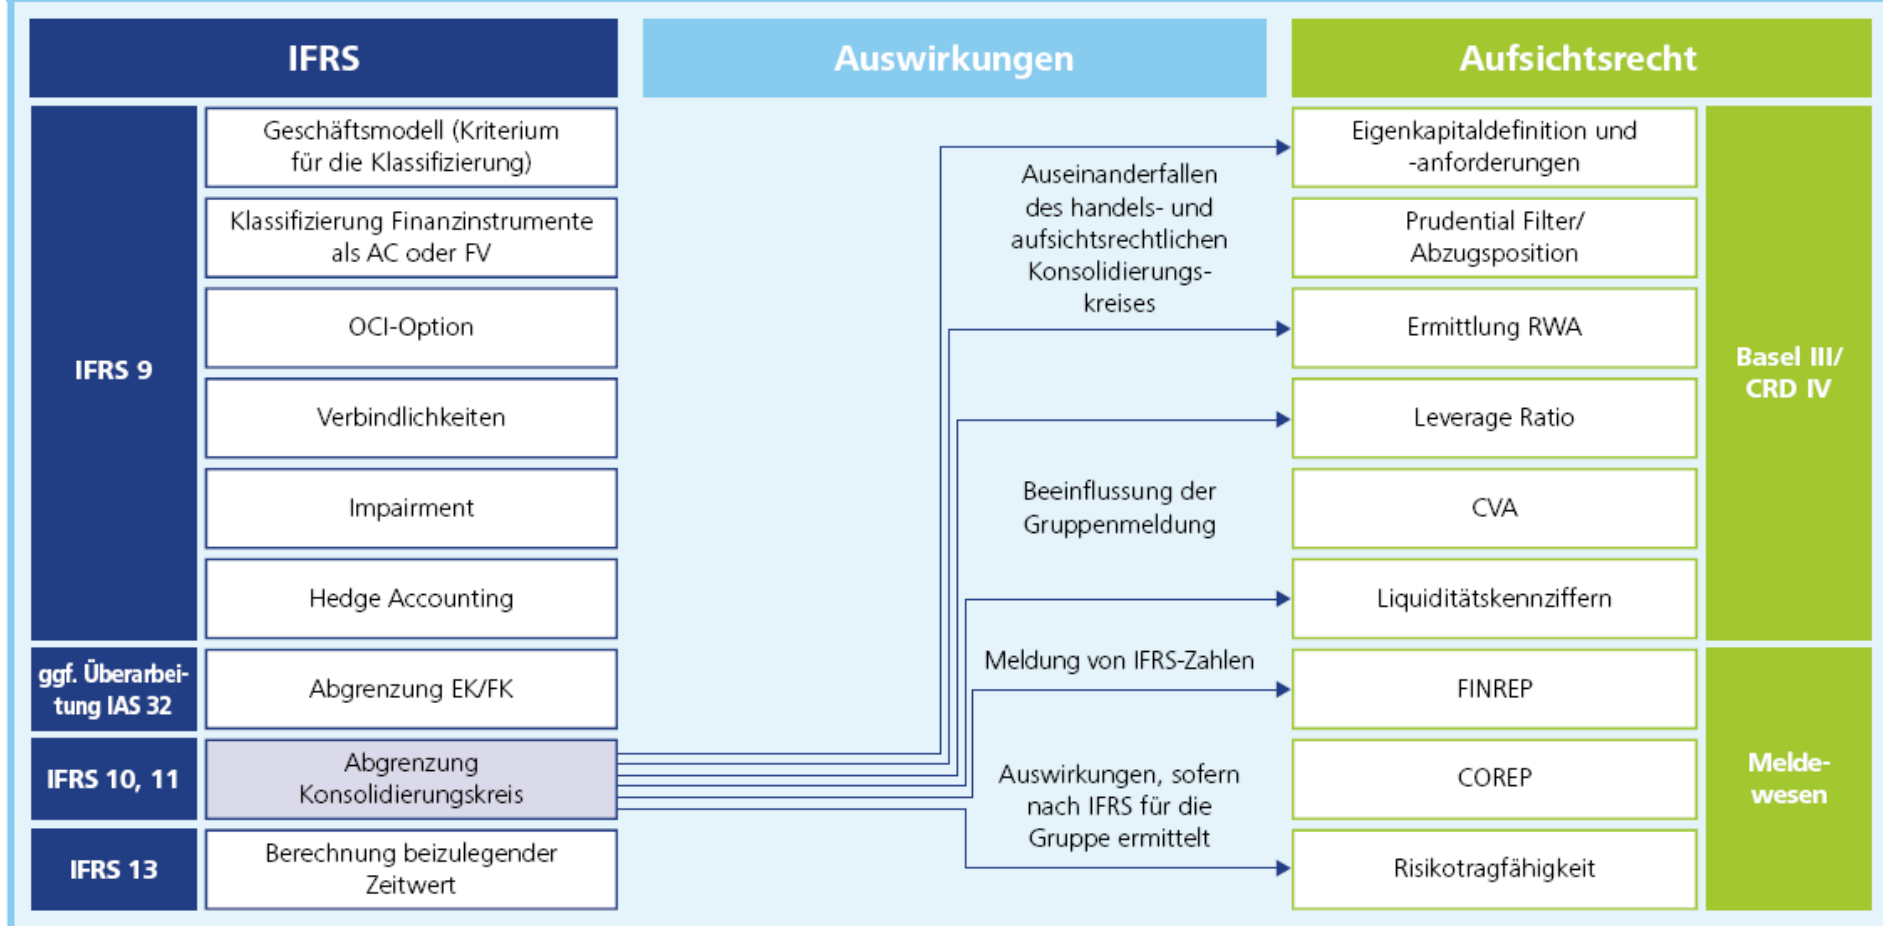 IFRS
Auswirkungen
Aufsichtsrecht
IFRS 9
Geschäftsmodell (Kriterium
für die Klassifizierung)
Klassifizierung Finanzinstrumente
als AC oder FV
OCI-Option
Verbindlichkeiten
Impairment
Hedge Accounting
ggf. Überarbei-
tung IAS 32
Abgrenzung EK/FK
IFRS 10, 11
Abgrenzung
Konsolidierungskreis
IFRS 13
Berechnung beizulegender
Zeitwert
Auseinanderfallen
des handels- und
aufsichtsrechtlichen
Konsolidierungs-
kreises
Beeinflussung der
Gruppenmeldung
Meldung von IFRS-Zahlen
Auswirkungen, sofern
nach IFRS für die
Gruppe ermittelt
Eigenkapitaldefinition und
-anforderungen
Prudential Filter/
Abzugsposition
Ermittlung RWA
Leverage Ratio
CVA
Liquiditätskennziffern
Basel III/
CRD IV
FINREP
COREP
Risikotragfähigkeit
Melde-
wesen